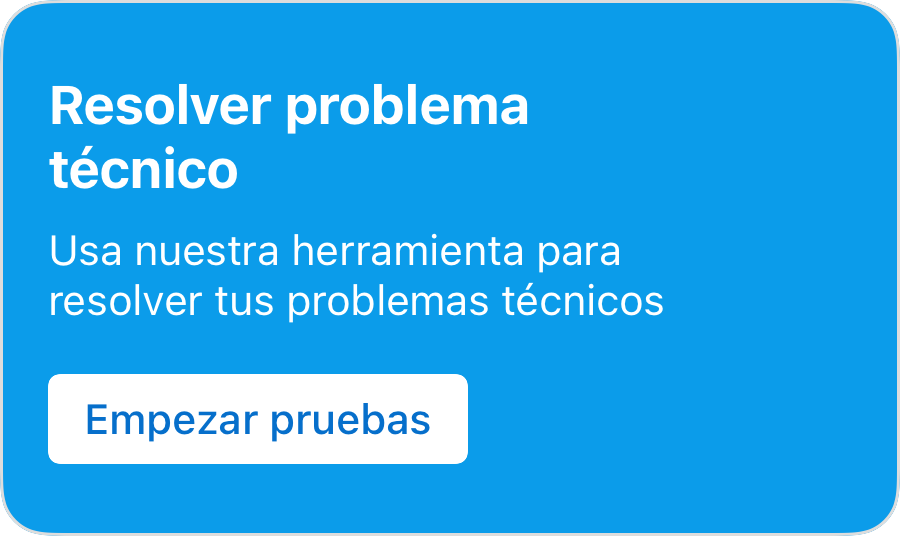 Resolver problema
técnico
Usa nuestra herramienta para
resolver tus problemas técnicos
Empezar pruebas